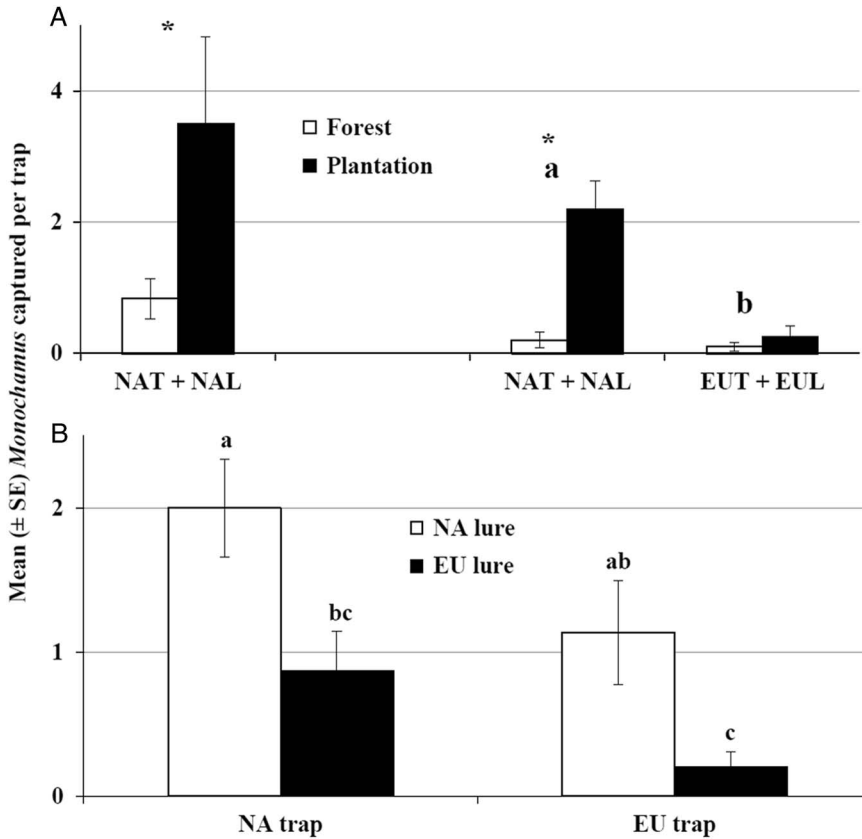 A
Mean (± SE) Monochamus captured per trap
4
2
0
*
Forest
Plantation
*
a
b
NAT + NAL
NAT + NAL
EUT + EUL
B
2
1
0
a
NA lure
EU lure
bc
ab
c
NA trap
EU trap